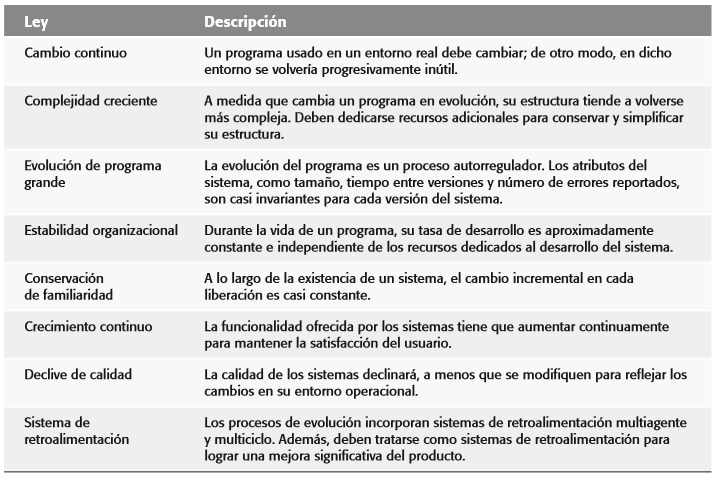 Ley Descripción
Cambio continuo Un programa usado en un entorno real debe cambiar; de otro modo, en dicho
entorno se volvería progresivamente inútil.
Complejidad creciente A medida que cambia un programa en evolución, su estructura tiende a volverse
más compleja. Deben dedicarse recursos adicionales para conservar y simplificar
su estructura.
Evolución de programa La evolución del programa es un proceso autorregulador. Los atributos del
grande sistema, como tamaño, tiempo entre versiones y número de errores reportados,
son casi invariantes para cada versión del sistema.
Estabilidad organizacional Durante la vida de un programa, su tasa de desarrollo es aproximadamente
constante e independiente de los recursos dedicados al desarrollo del sistema.
Conservación A lo largo de la existencia de un sistema, el cambio incremental en cada
de familiaridad liberación es casi constante.
Crecimiento continuo La funcionalidad ofrecida por los sistemas tiene que aumentar continuamente
para mantener la satisfacción del usuario.
Declive de calidad La calidad de los sistemas declinará, a menos que se modifiquen para reflejar los
cambios en su entorno operacional.
Sistema de Los procesos de evolución incorporan sistemas de retroalimentación multiagente
retroalimentación y multiciclo. Además, deben tratarse como sistemas de retroalimentación para
lograr una mejora significativa del producto.